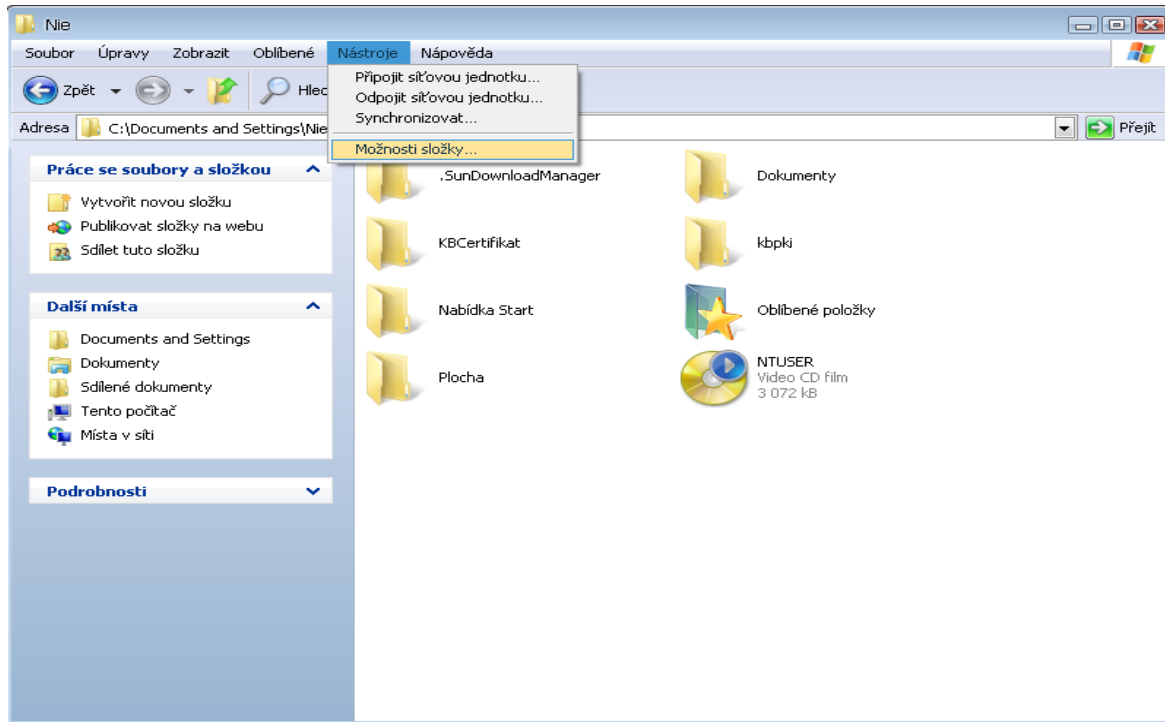 Nie
Soubor Úpravy Zobrazit Oblíbené Nástroje Nápověda
Zpět Hled
Adresa C:\Documents and Settings\Nie Přejít
Připojit síťovou jednotku...
Odpojit síťovou jednotku...
Synchronizovat...
Možnosti složky...
Práce se soubory a složkou
Vytvořit novou složku
Publikovat složky na webu
Sdílet tuto složku
Další místa
Documents and Settings
Dokumenty
Sdílené dokumenty
Tento počítač
Místa v síti
Podrobnosti
.SunDownloadManager Dokumenty
KBCertifikat kbpki
Nabídka Start Oblíbené položky
Plocha NTUSER
Video CD film
3 072 kB